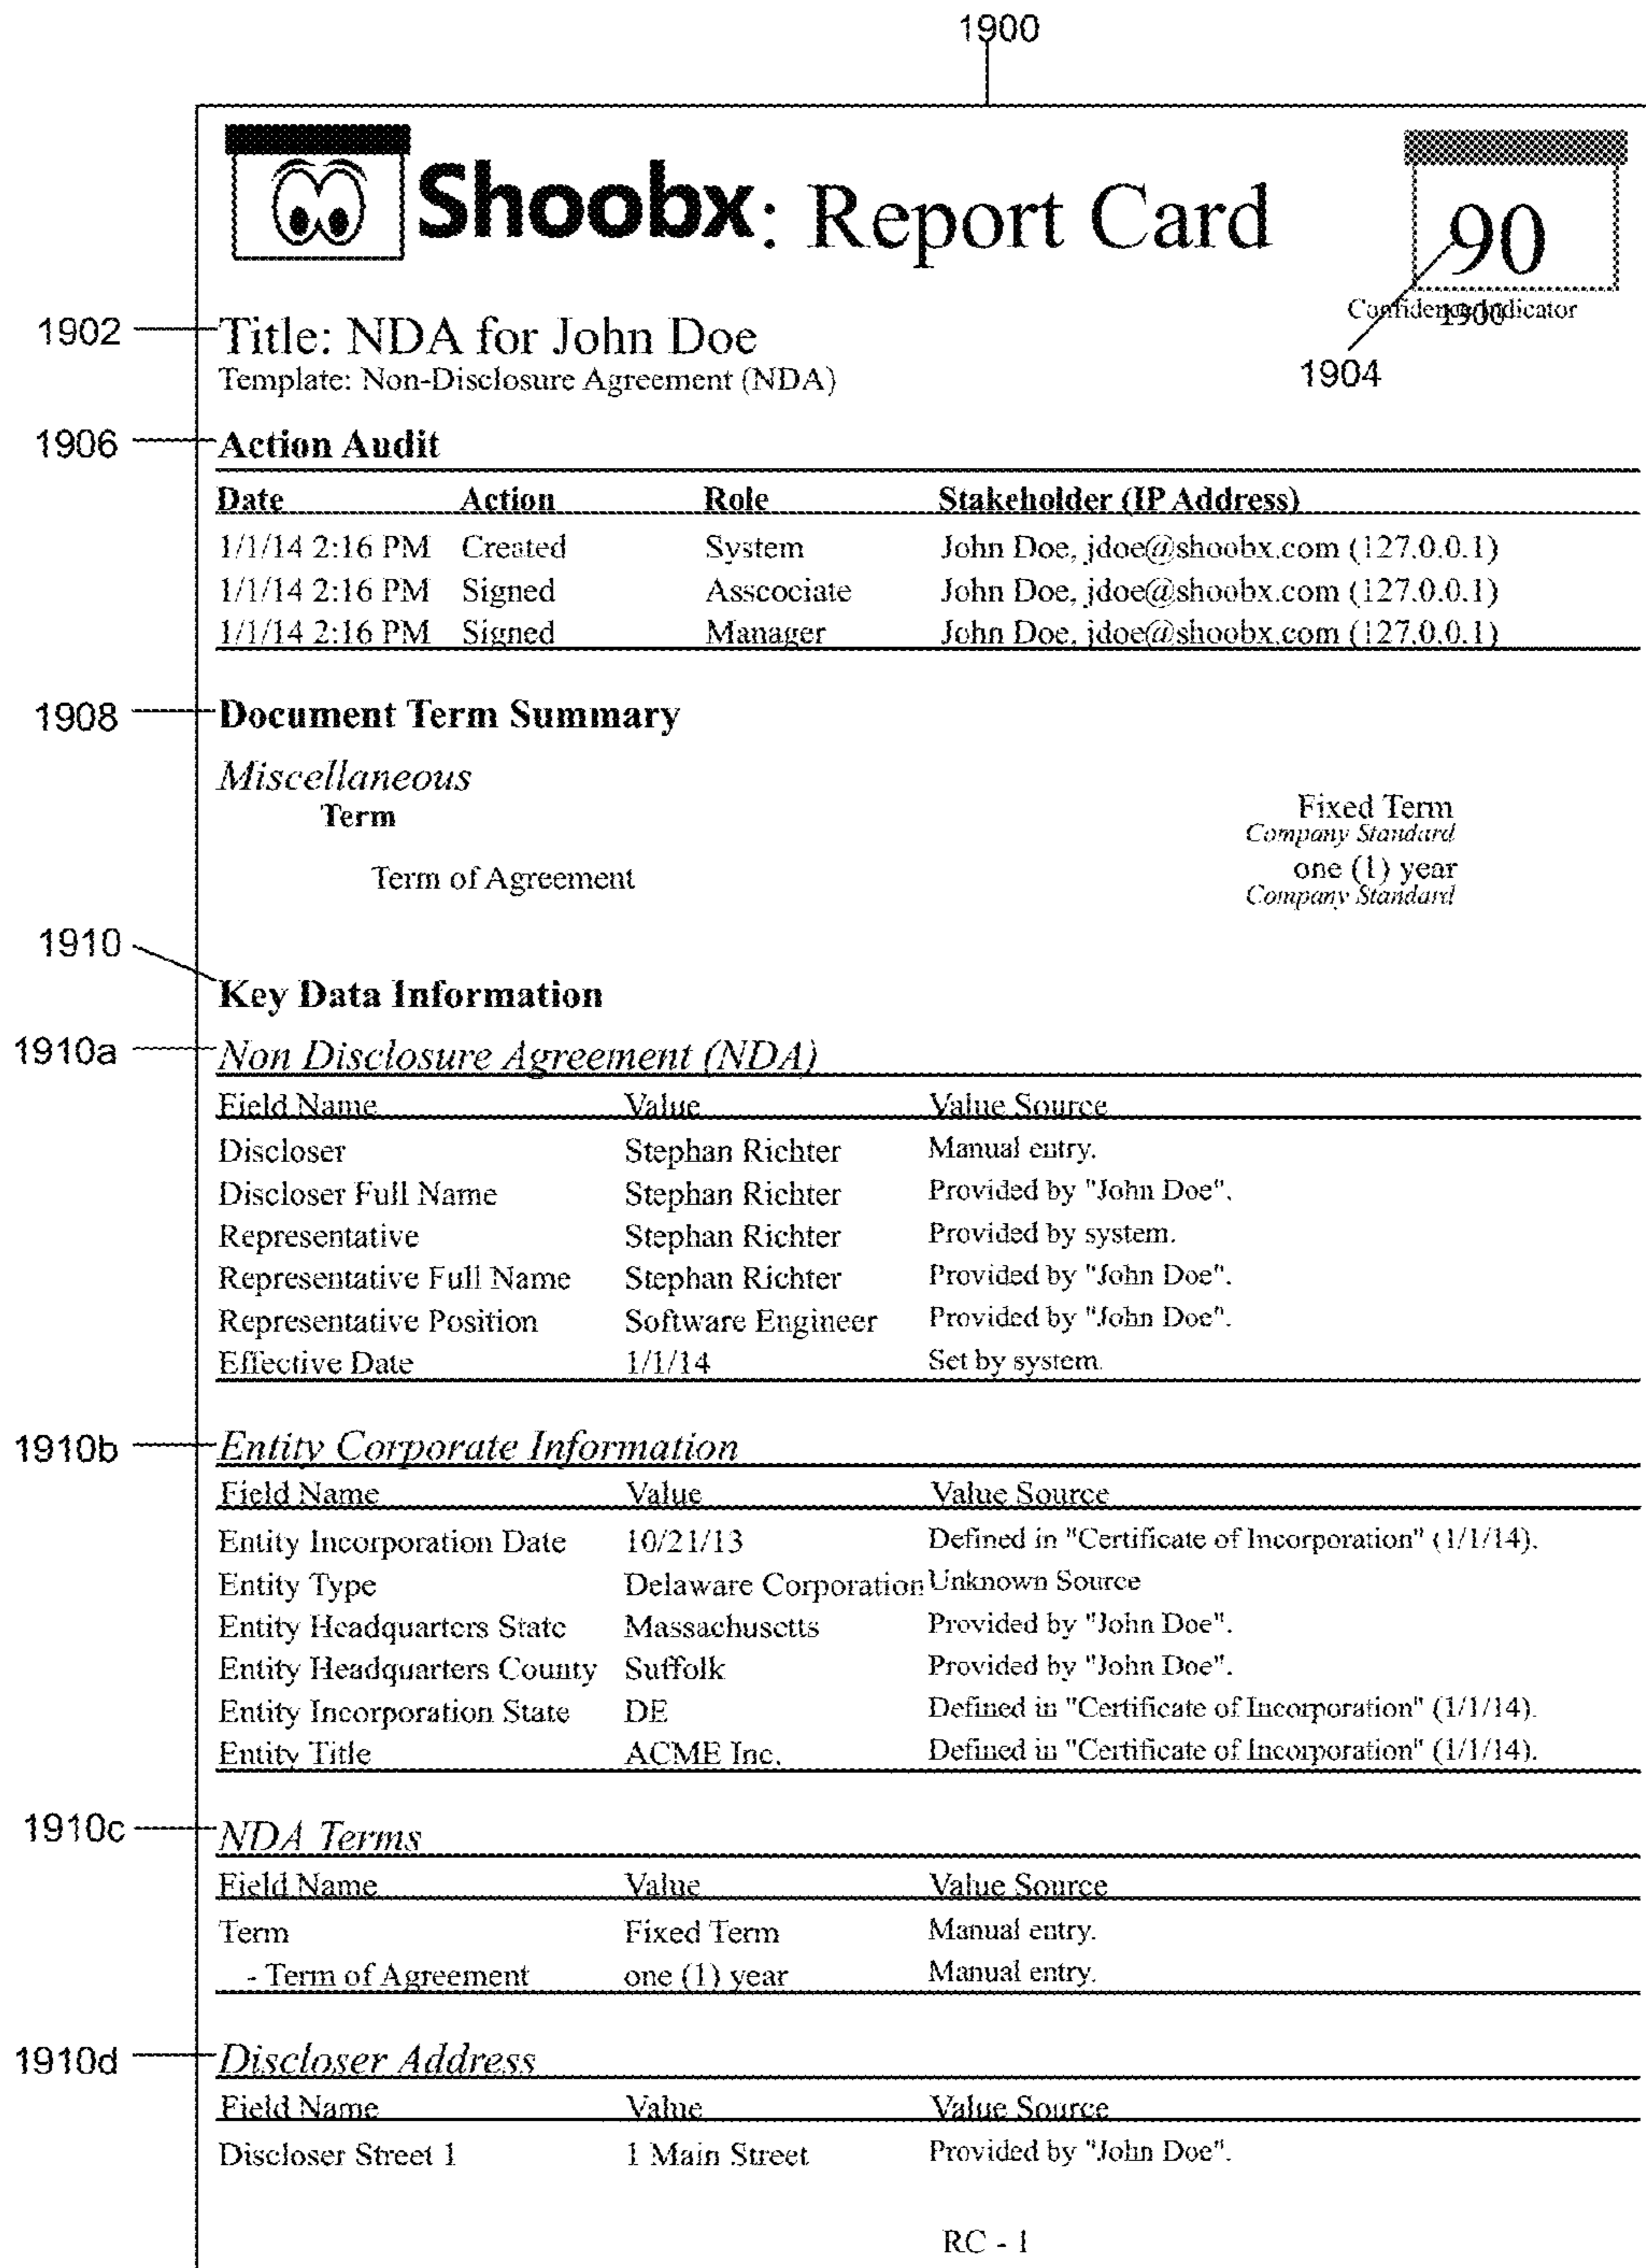 1900
Shoobx: Report Card
90
Confidence Indicator
1900
1904
1902
Title: NDA for John Doe
Template: Non-Disclosure Agreement (NDA)
1906
Action Audit
Date Action Role Stakeholder (IP Address)
1/1/14 2:16 PM Created System John Doe, jdoe@shoobx.com (127.0.0.1)
1/1/14 2:16 PM Signed Asscociate John Doe, jdoe@shoobx.com (127.0.0.1)
1/1/14 2:16 PM Signed Manager John Doe, jdoe@shoobx.com (127.0.0.1)
1908
Document Term Summary
Miscellaneous
Term Fixed Term
Company Standard
Term of Agreement one (1) year
Company Standard
1910
Key Data Information
1910a
Non Disclosure Agreement (NDA)
Field Name Value Value Source
Discloser Stephan Richter Manual entry.
Discloser Full Name Stephan Richter Provided by "John Doe".
Representative Stephan Richter Provided by system.
Representative Full Name Stephan Richter Provided by "John Doe".
Representative Position Software Engineer Provided by "John Doe".
Effective Date 1/1/14 Set by system.
1910b
Entity Corporate Information
Field Name Value Value Source
Entity Incorporation Date 10/21/13 Defined in "Certificate of Incorporation" (1/1/14).
Entity Type Delaware Corporation Unknown Source
Entity Headquarters State Massachusetts Provided by "John Doe".
Entity Headquarters County Suffolk Provided by "John Doe".
Entity Incorporation State DE Defined in "Certificate of Incorporation" (1/1/14).
Entity Title ACME Inc. Defined in "Certificate of Incorporation" (1/1/14).
1910c
NDA Terms
Field Name Value Value Source
Term Fixed Term Manual entry.
- Term of Agreement one (1) year Manual entry.
1910d
Discloser Address
Field Name Value Value Source
Discloser Street 1 1 Main Street Provided by "John Doe".
RC - 1